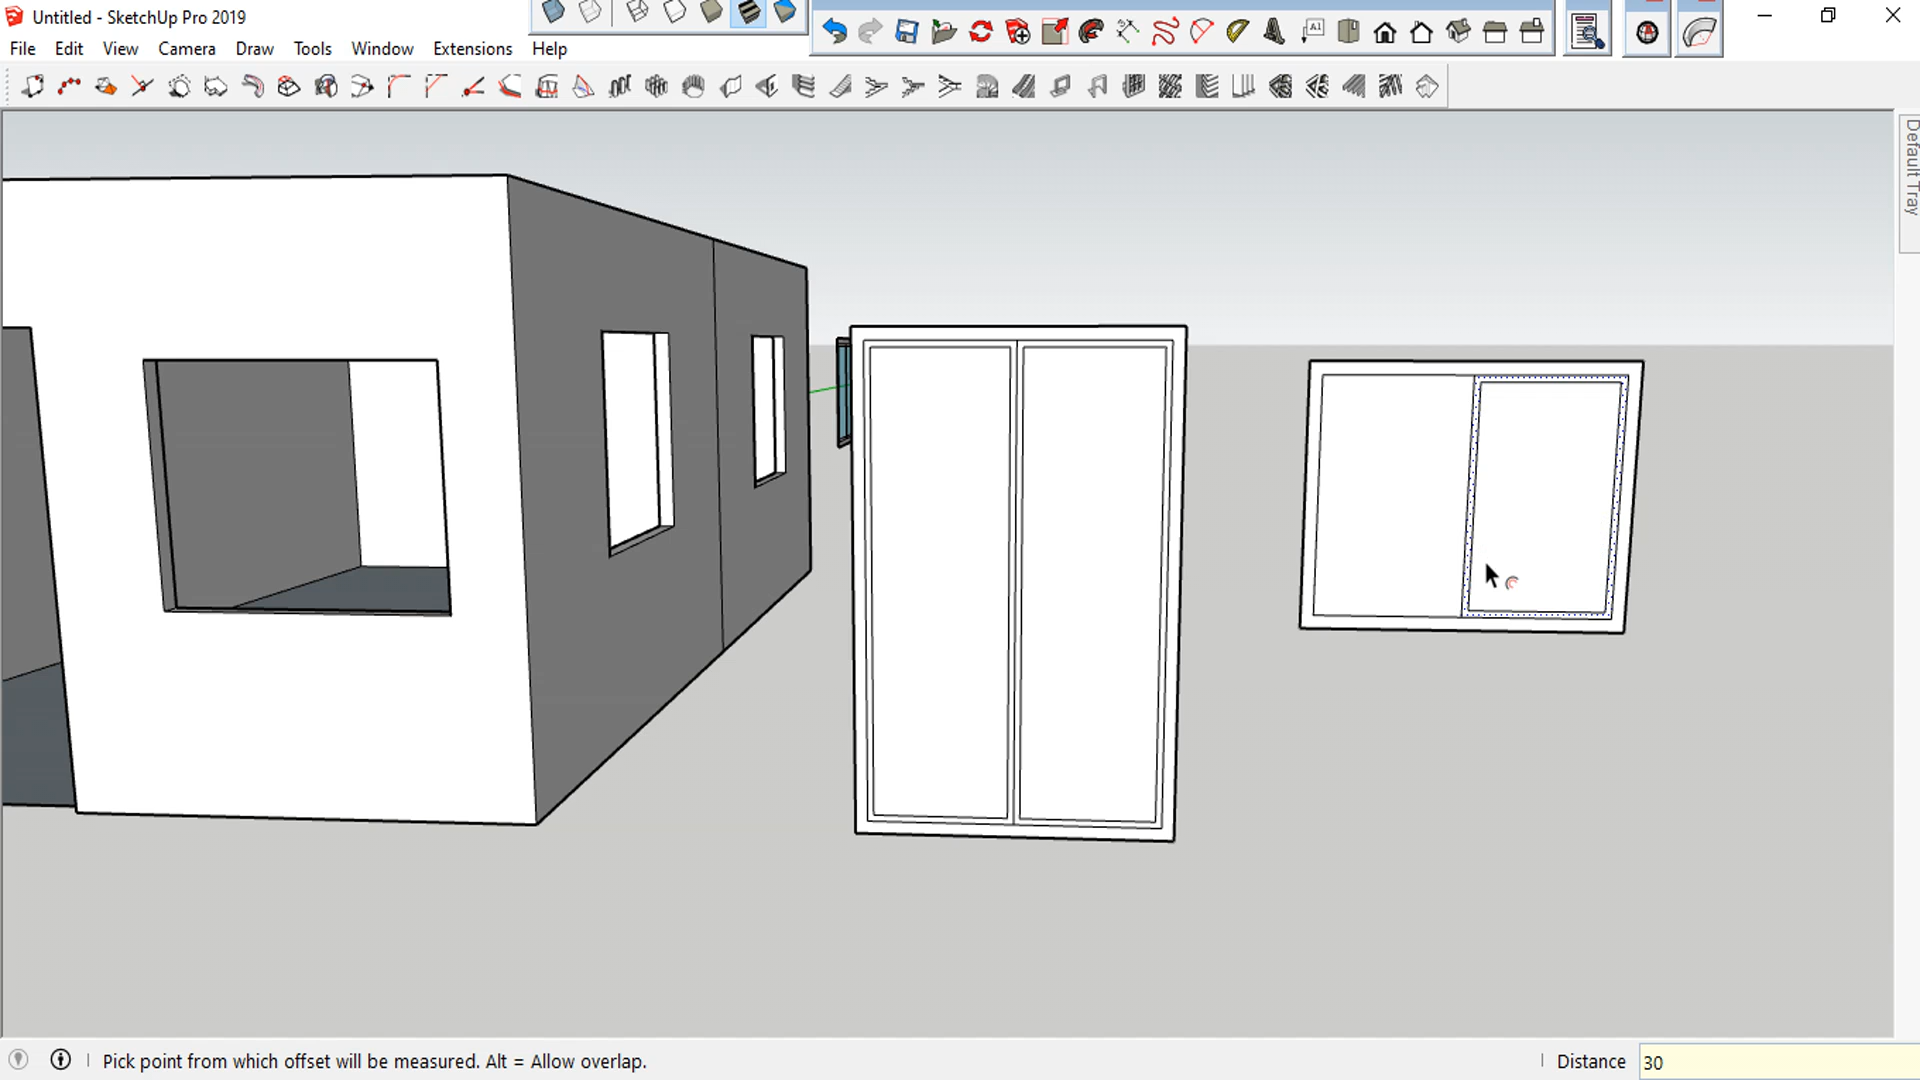 Untitled - SketchUp Pro 2019
File Edit View Camera Draw Tools Window Extensions Help
A1
Default Tray
Pick point from which offset will be measured. Alt = Allow overlap.
Distance 30